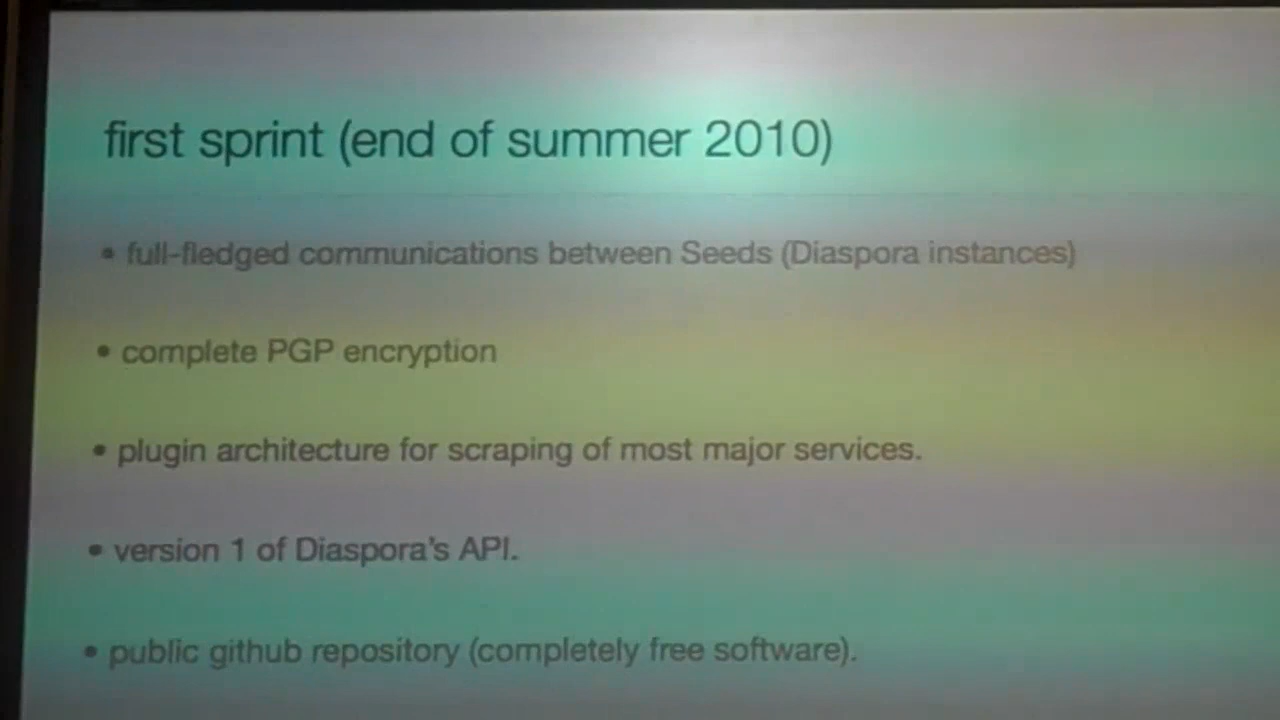 first sprint (end of summer 2010)
• full-fledged communications between Seeds (Diaspora instances)
• complete PGP encryption
• plugin architecture for scraping of most major services.
• version 1 of Diaspora's API.
• public github repository (completely free software).